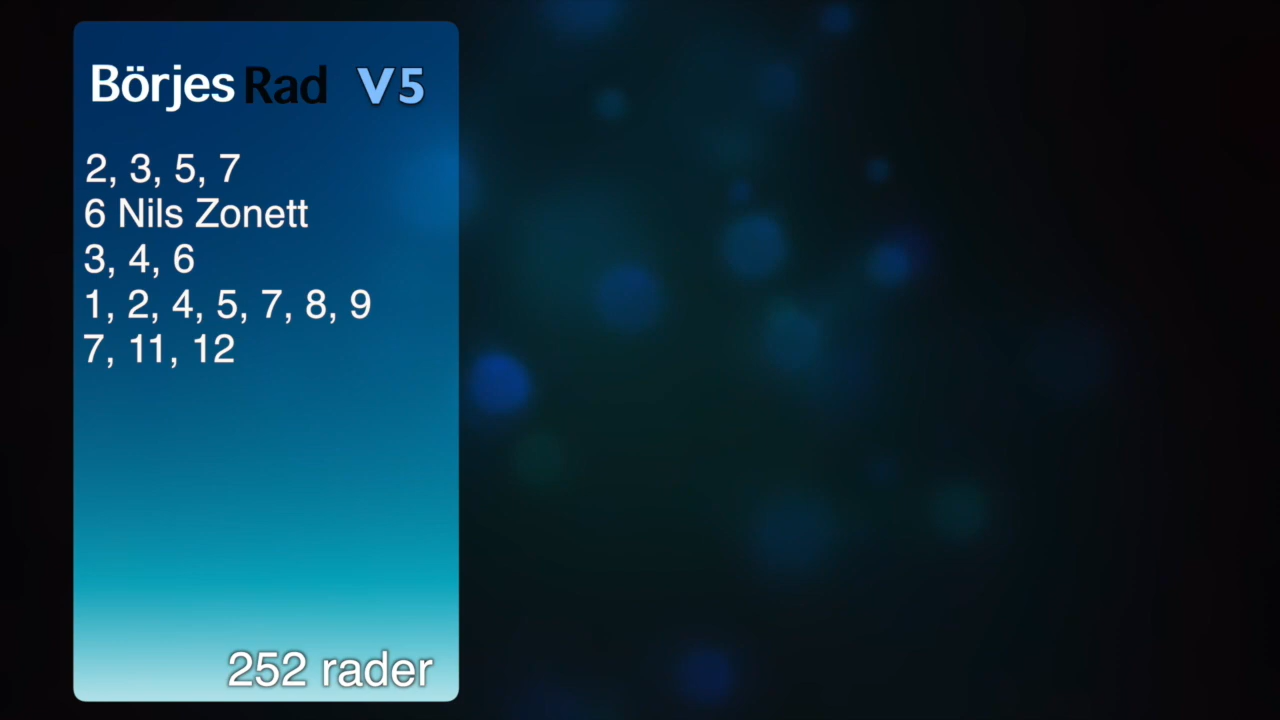 Börjes Rad V5
2, 3, 5, 7
6 Nils Zonett
3, 4, 6
1, 2, 4, 5, 7, 8, 9
7, 11, 12
252 rader